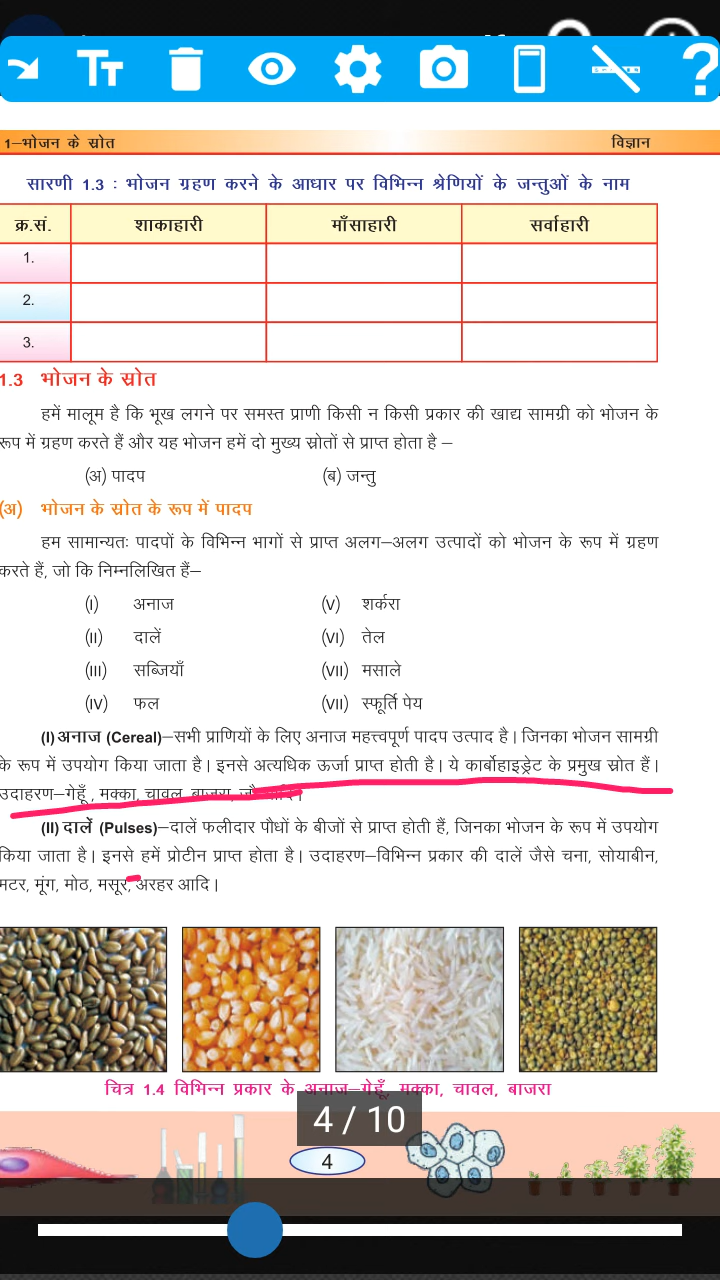 TT
?
1–भोजन के स्रोत विज्ञान
सारणी 1.3 : भोजन ग्रहण करने के आधार पर विभिन्न श्रेणियों के जन्तुओं के नाम
क्र.सं. शाकाहारी माँसाहारी सर्वाहारी
1.
2.
3.
1.3 भोजन के स्रोत
हमें मालूम है कि भूख लगने पर समस्त प्राणी किसी न किसी प्रकार की खाद्य सामग्री को भोजन के
रूप में ग्रहण करते हैं और यह भोजन हमें दो मुख्य स्रोतों से प्राप्त होता है –
(अ) पादप (ब) जन्तु
(अ) भोजन के स्रोत के रूप में पादप
हम सामान्यतः पादपों के विभिन्न भागों से प्राप्त अलग–अलग उत्पादों को भोजन के रूप में ग्रहण
करते हैं, जो कि निम्नलिखित हैं–
(I) अनाज (V) शर्करा
(II) दालें (VI) तेल
(III) सब्जियाँ (VII) मसाले
(IV) फल (VII) स्फूर्ति पेय
(I) अनाज (Cereal)–सभी प्राणियों के लिए अनाज महत्त्वपूर्ण पादप उत्पाद है। जिनका भोजन सामग्री
के रूप में उपयोग किया जाता है। इनसे अत्यधिक ऊर्जा प्राप्त होती है। ये कार्बोहाइड्रेट के प्रमुख स्रोत हैं।
उदाहरण–गेहूँ, मक्का, चावल, बाजरा, जौ आदि।
(II) दालें (Pulses)–दालें फलीदार पौधों के बीजों से प्राप्त होती हैं, जिनका भोजन के रूप में उपयोग
किया जाता है। इनसे हमें प्रोटीन प्राप्त होता है। उदाहरण–विभिन्न प्रकार की दालें जैसे चना, सोयाबीन,
मटर, मूंग, मोठ, मसूर, अरहर आदि।
चित्र 1.4 विभिन्न प्रकार के अनाज–गेहूँ, मक्का, चावल, बाजरा
4 / 10
4